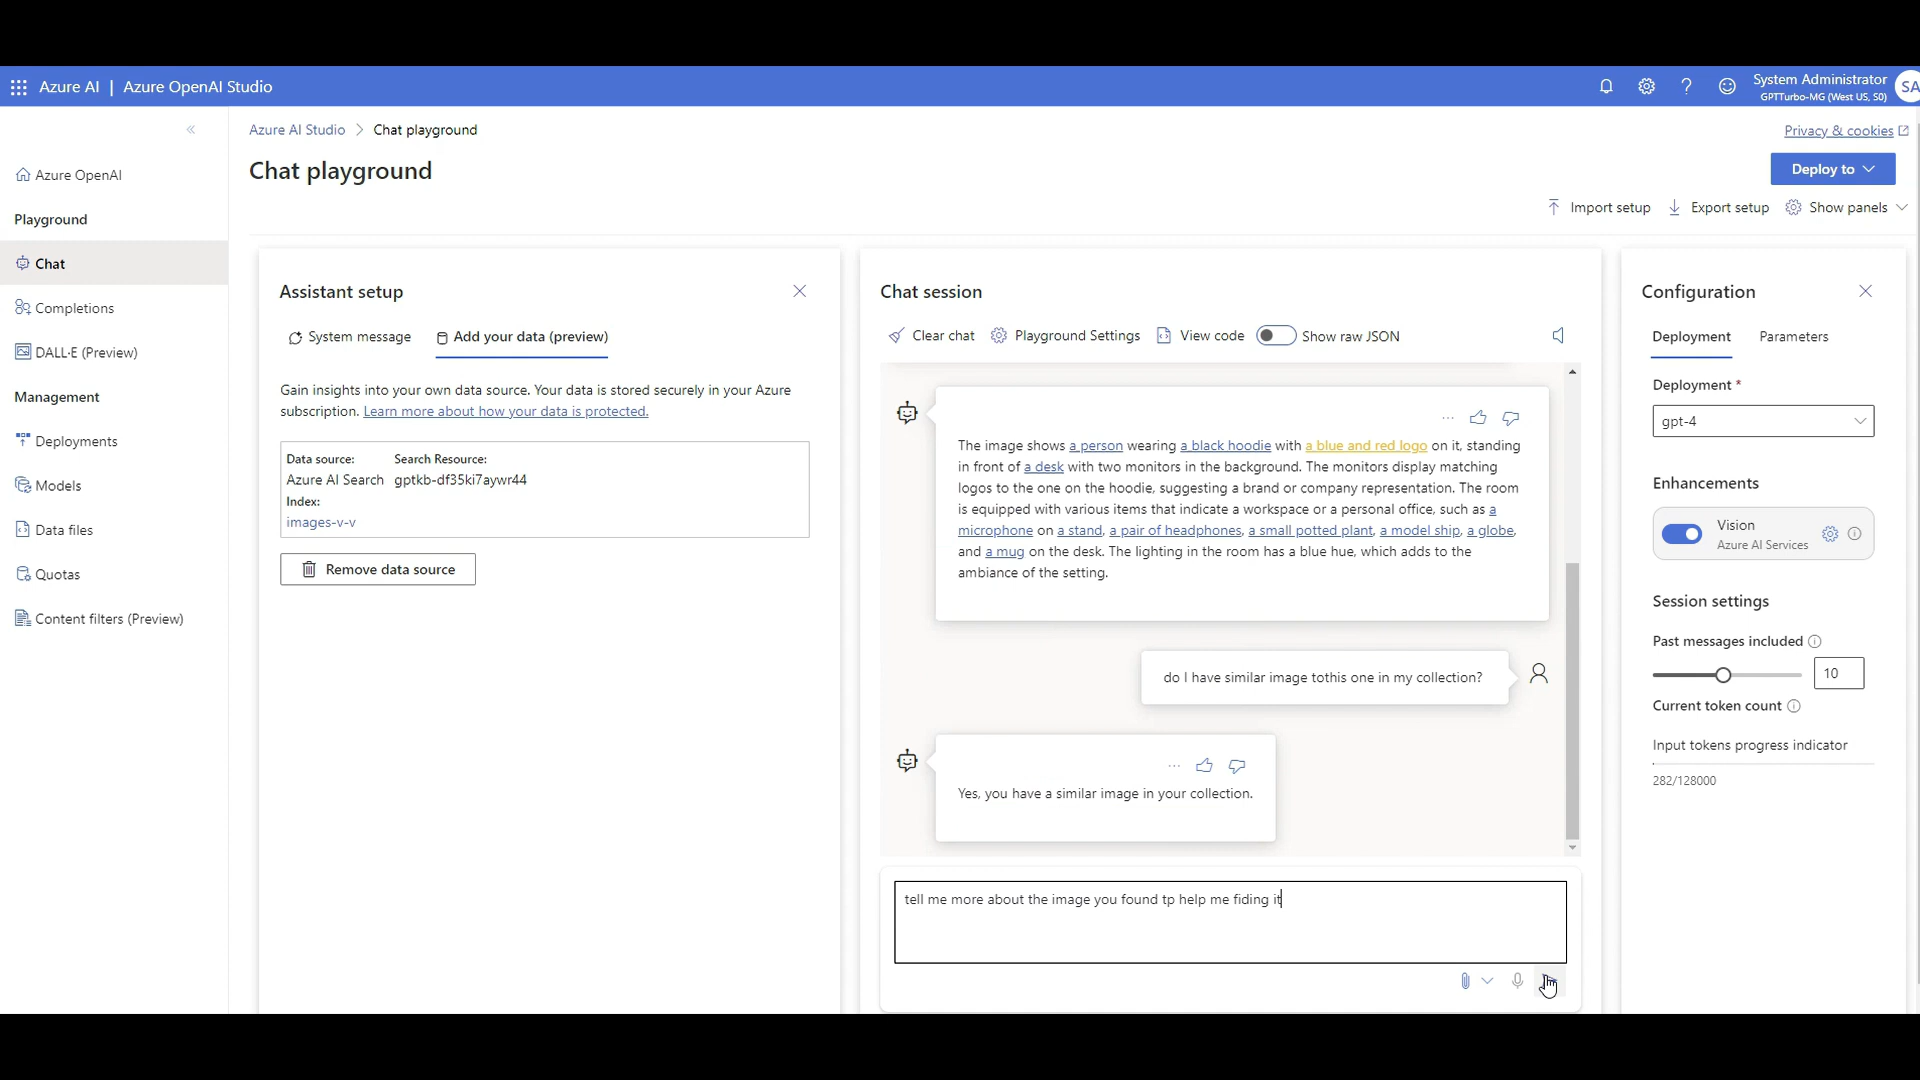 Azure AI | Azure OpenAI Studio
System Administrator
GPTTurbo-MG (West US, S0)
SA
Azure AI Studio > Chat playground
Privacy & cookies
Chat playground
Deploy to
Import setup
Export setup
Show panels
Azure OpenAI
Playground
Chat
Completions
DALL·E (Preview)
Management
Deployments
Models
Data files
Quotas
Content filters (Preview)
Assistant setup
System message
Add your data (preview)
Gain insights into your own data source. Your data is stored securely in your Azure
subscription. Learn more about how your data is protected.
Data source: Search Resource:
Azure AI Search gptkb-df35ki7aywr44
Index:
images-v-v
Remove data source
Chat session
Clear chat
Playground Settings
View code
Show raw JSON
The image shows a person wearing a black hoodie with a blue and red logo on it, standing
in front of a desk with two monitors in the background. The monitors display matching
logos to the one on the hoodie, suggesting a brand or company representation. The room
is equipped with various items that indicate a workspace or a personal office, such as a
microphone on a stand, a pair of headphones, a small potted plant, a model ship, a globe,
and a mug on the desk. The lighting in the room has a blue hue, which adds to the
ambiance of the setting.
do I have similar image tothis one in my collection?
Yes, you have a similar image in your collection.
tell me more about the image you found tp help me fiding it
Configuration
Deployment
Parameters
Deployment *
gpt-4
Enhancements
Vision
Azure AI Services
Session settings
Past messages included
10
Current token count
Input tokens progress indicator
282/128000